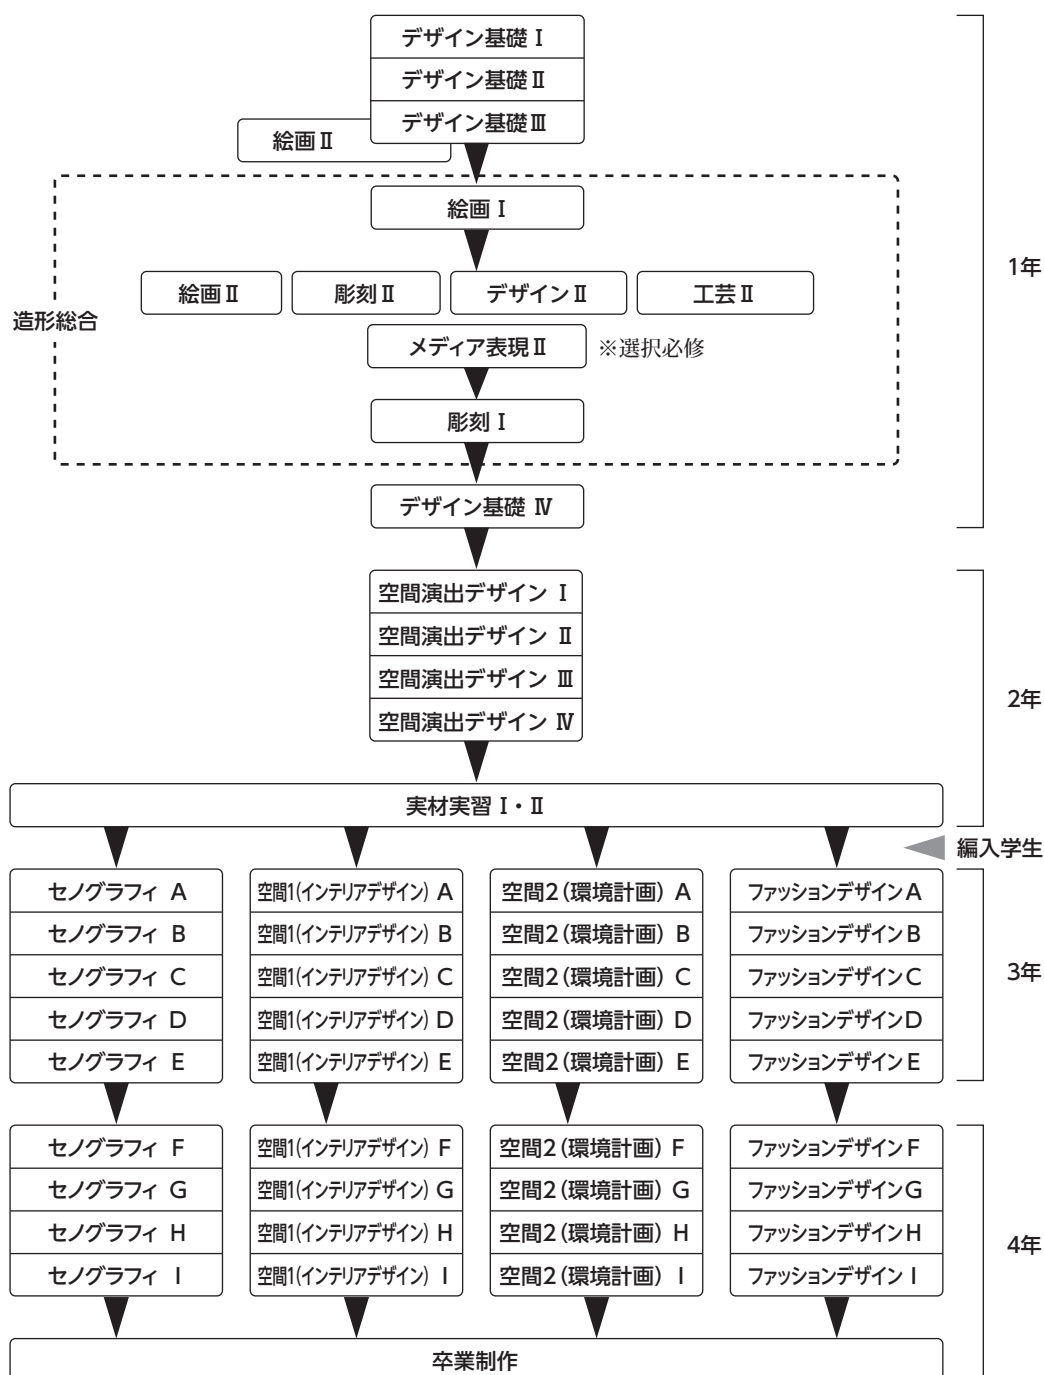 デザイン基礎 Ⅰ
デザイン基礎 Ⅱ
デザイン基礎 Ⅲ
絵画 Ⅱ
絵画 Ⅰ
絵画 Ⅱ
彫刻 Ⅱ
デザイン Ⅱ
工芸 Ⅱ
造形総合
メディア表現 Ⅱ
※選択必修
彫刻 Ⅰ
デザイン基礎 Ⅳ
1年
空間演出デザイン Ⅰ
空間演出デザイン Ⅱ
空間演出デザイン Ⅲ
空間演出デザイン Ⅳ
実材実習 Ⅰ・Ⅱ
2年
編入学生
セノグラフィ A
セノグラフィ B
セノグラフィ C
セノグラフィ D
セノグラフィ E
空間1(インテリアデザイン) A
空間1(インテリアデザイン) B
空間1(インテリアデザイン) C
空間1(インテリアデザイン) D
空間1(インテリアデザイン) E
空間2(環境計画) A
空間2(環境計画) B
空間2(環境計画) C
空間2(環境計画) D
空間2(環境計画) E
ファッションデザイン A
ファッションデザイン B
ファッションデザイン C
ファッションデザイン D
ファッションデザイン E
3年
セノグラフィ F
セノグラフィ G
セノグラフィ H
セノグラフィ I
空間1(インテリアデザイン) F
空間1(インテリアデザイン) G
空間1(インテリアデザイン) H
空間1(インテリアデザイン) I
空間2(環境計画) F
空間2(環境計画) G
空間2(環境計画) H
空間2(環境計画) I
ファッションデザイン F
ファッションデザイン G
ファッションデザイン H
ファッションデザイン I
4年
卒業制作